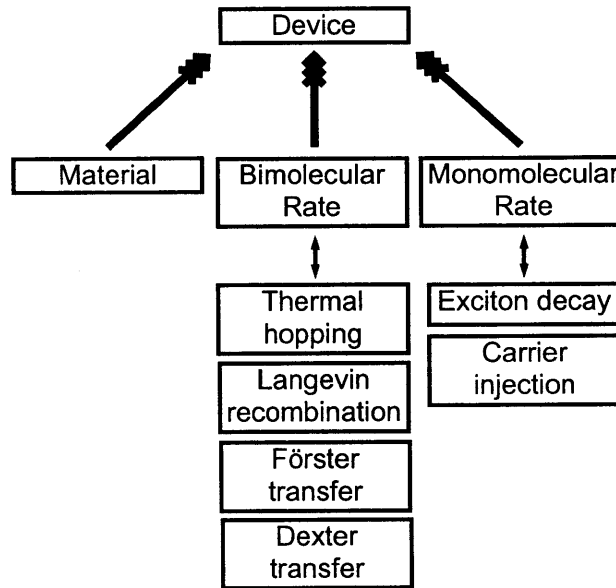 Device
Material
Bimolecular
Rate
Monomolecular
Rate
Thermal
hopping
Langevin
recombination
Förster
transfer
Dexter
transfer
Exciton decay
Carrier
injection